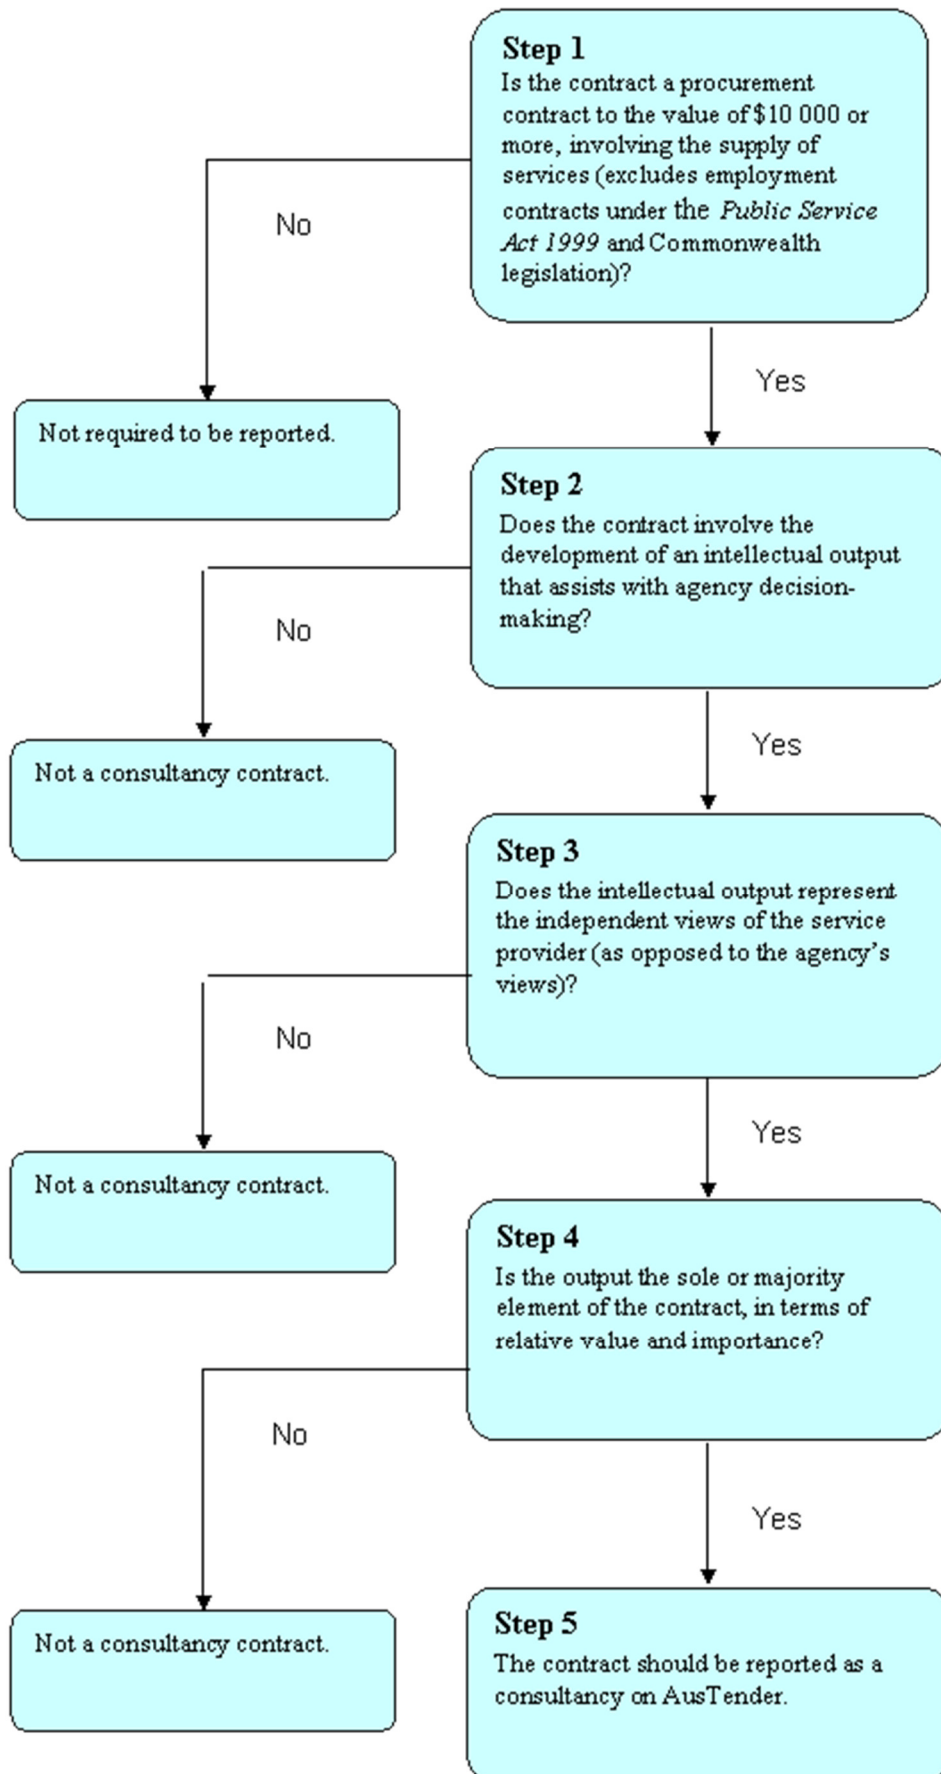 Step 1
Is the contract a procurement
contract to the value of $10 000 or
more, involving the supply of
services (excludes employment
contracts under the Public Service
Act 1999 and Commonwealth
legislation)?
No
Yes
Not required to be reported.
Step 2
Does the contract involve the
development of an intellectual output
that assists with agency decision-
making?
No
Yes
Not a consultancy contract.
Step 3
Does the intellectual output represent
the independent views of the service
provider (as opposed to the agency’s
views)?
No
Yes
Not a consultancy contract.
Step 4
Is the output the sole or majority
element of the contract, in terms of
relative value and importance?
No
Yes
Not a consultancy contract.
Step 5
The contract should be reported as a
consultancy on AusTender.